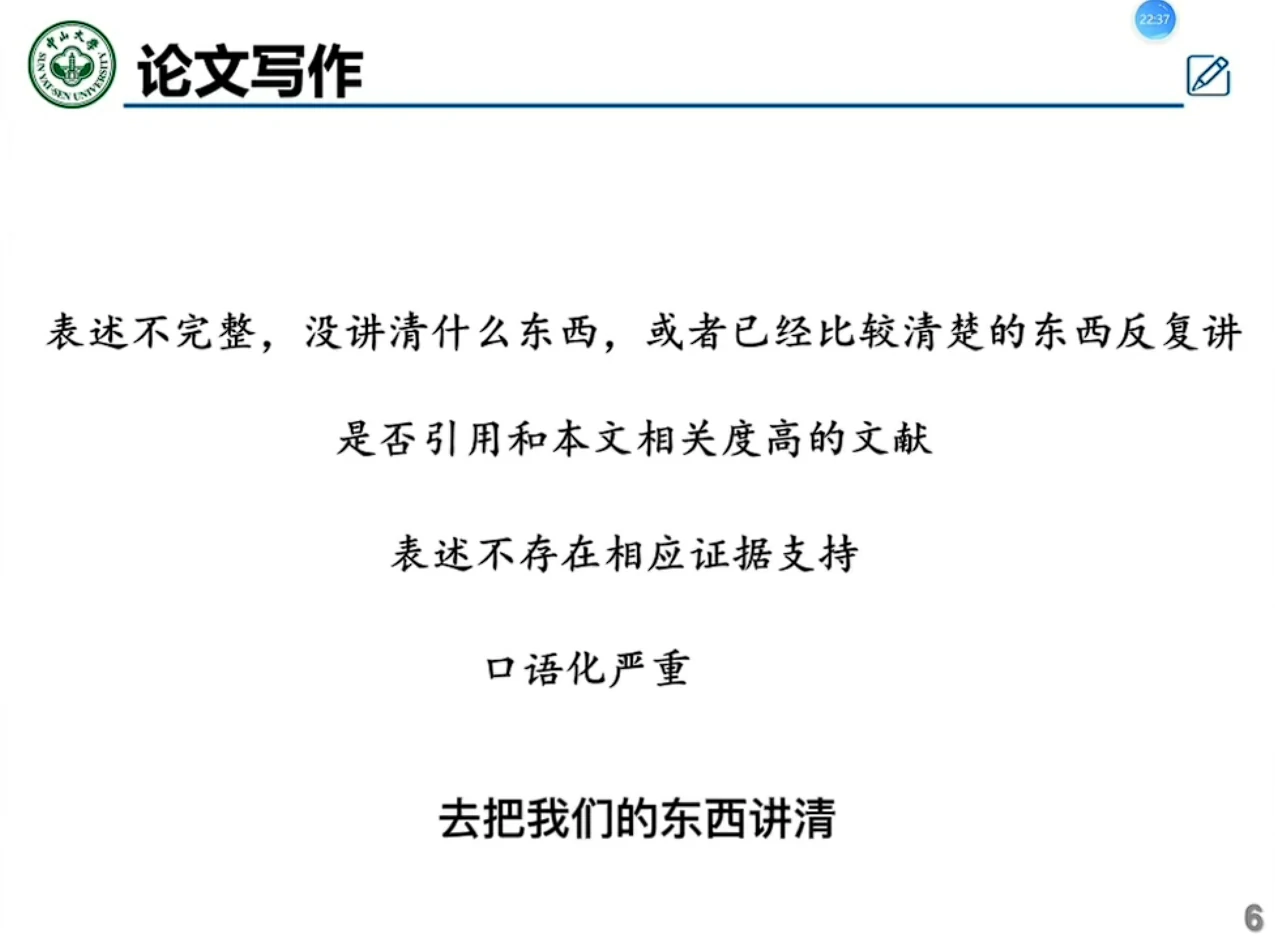 22:37
中山大学
SUN YAT-SEN UNIVERSITY
论文写作
表述不完整，没讲清什么东西，或者已经比较清楚的东西反复讲
是否引用和本文相关度高的文献
表述不存在相应证据支持
口语化严重
去把我们的东西讲清
6